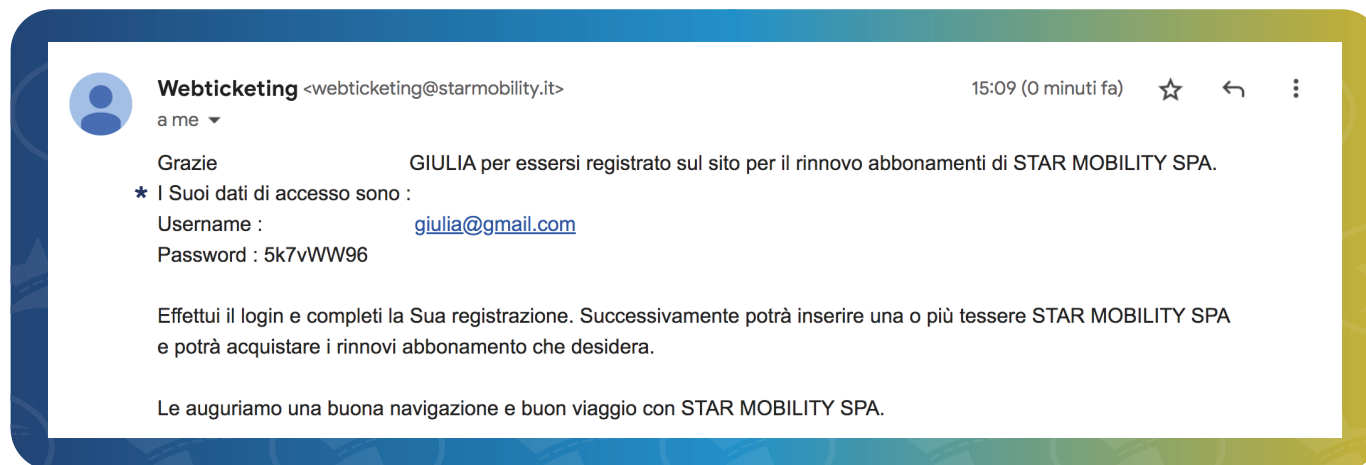 Webticketing <webticketing@starmobility.it> 15:09 (0 minuti fa)
a me
Grazie GIULIA per essersi registrato sul sito per il rinnovo abbonamenti di STAR MOBILITY SPA.
* I Suoi dati di accesso sono :
Username : giulia@gmail.com
Password : 5k7vWW96
Effettui il login e completi la Sua registrazione. Successivamente potrà inserire una o più tessere STAR MOBILITY SPA
e potrà acquistare i rinnovi abbonamento che desidera.
Le auguriamo una buona navigazione e buon viaggio con STAR MOBILITY SPA.